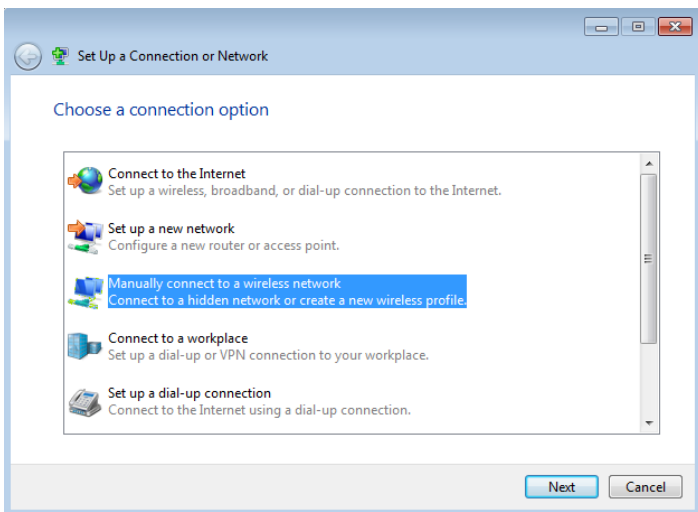 Set Up a Connection or Network
Choose a connection option
Connect to the Internet
Set up a wireless, broadband, or dial-up connection to the Internet.
Set up a new network
Configure a new router or access point.
Manually connect to a wireless network
Connect to a hidden network or create a new wireless profile.
Connect to a workplace
Set up a dial-up or VPN connection to your workplace.
Set up a dial-up connection
Connect to the Internet using a dial-up connection.
Next Cancel